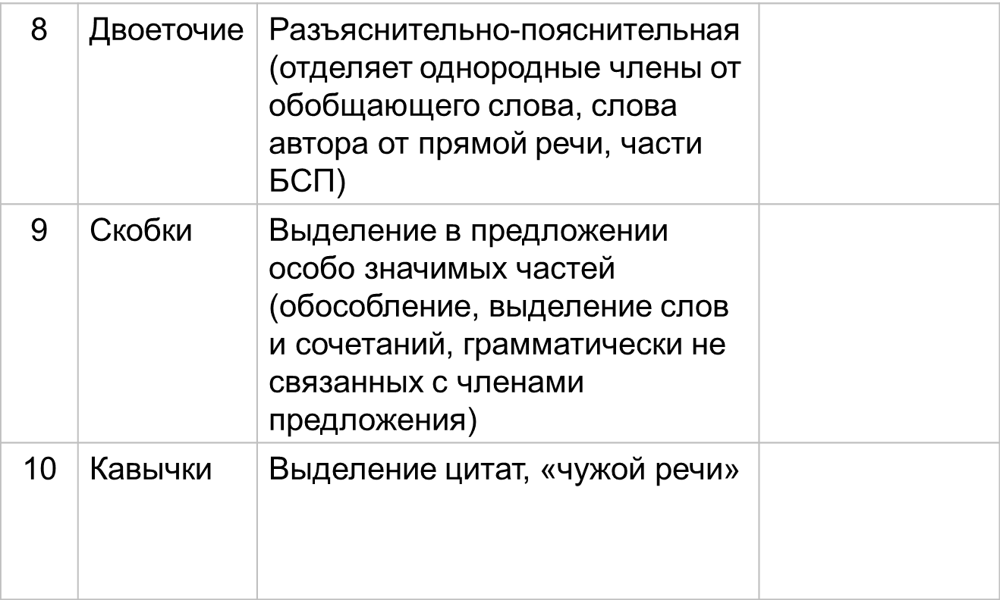 8 Двоеточие Разъяснительно-пояснительная
(отделяет однородные члены от
обобщающего слова, слова
автора от прямой речи, части
БСП)
9 Скобки Выделение в предложении
особо значимых частей
(обособление, выделение слов
и сочетаний, грамматически не
связанных с членами
предложения)
10 Кавычки Выделение цитат, «чужой речи»